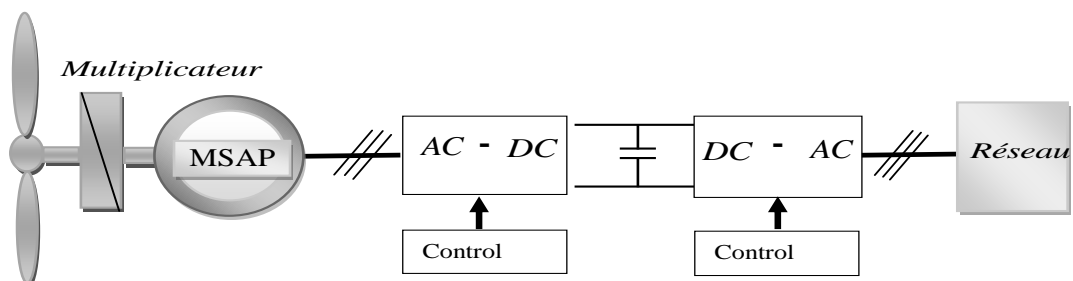 Multiplicateur
MSAP
AC - DC
DC - AC
Réseau
Control
Control